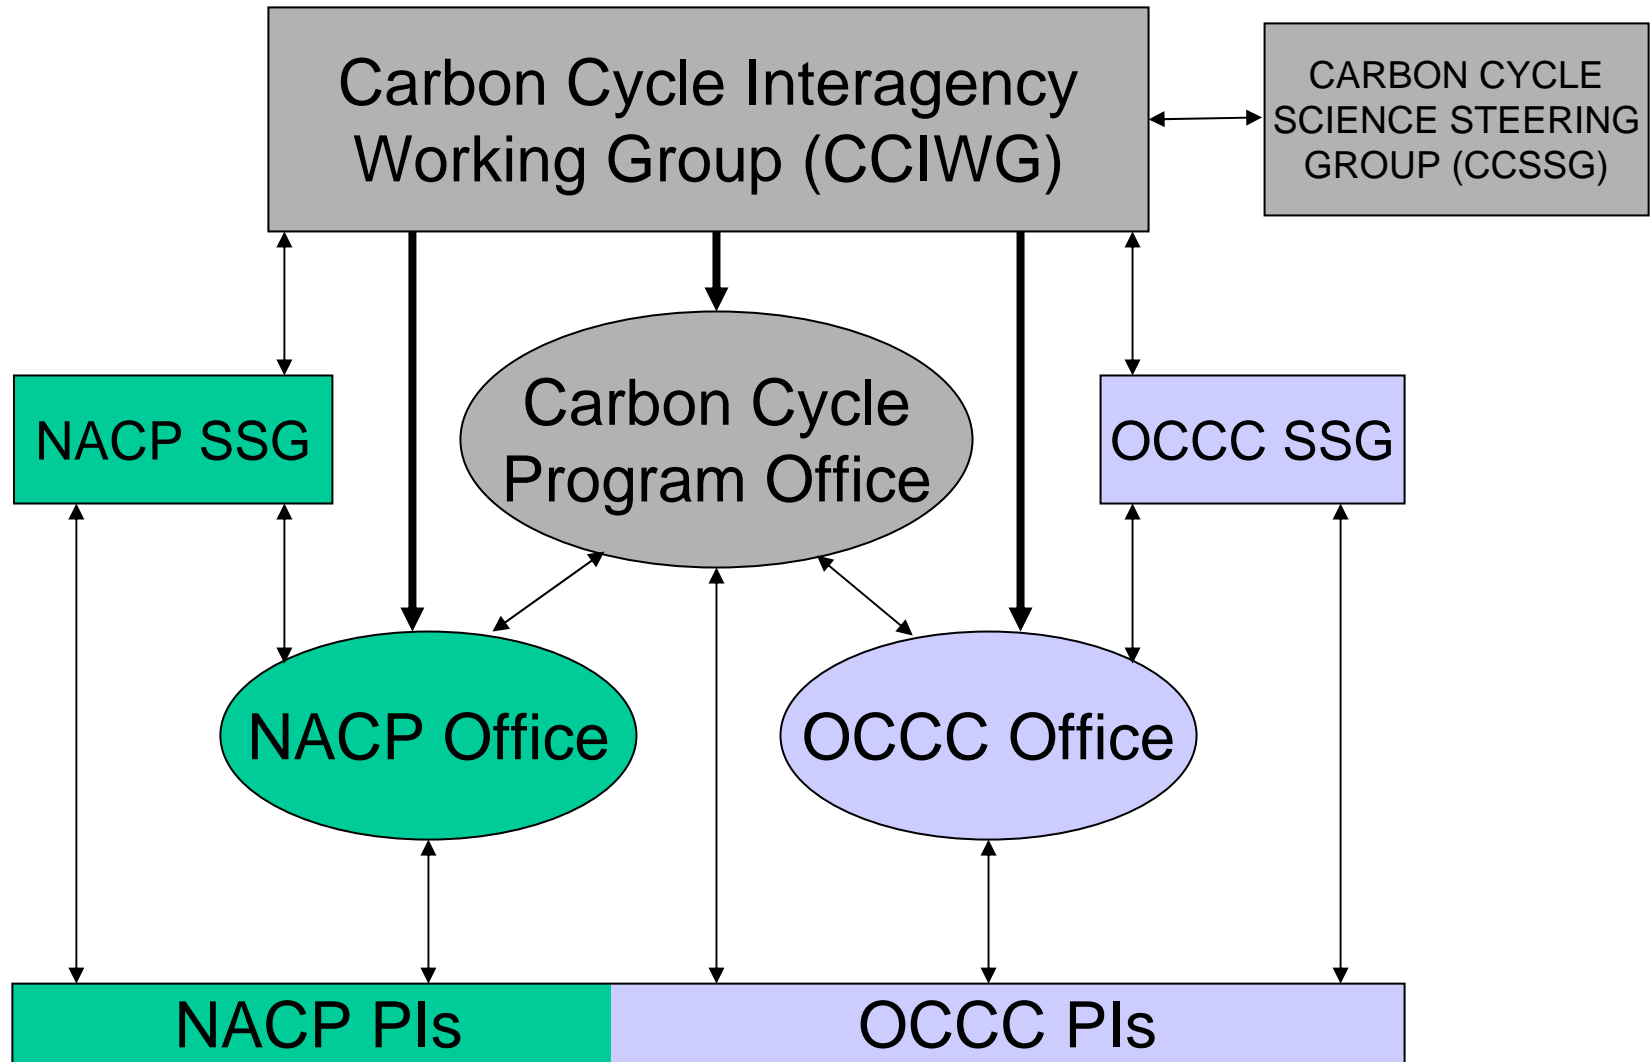 Carbon Cycle Interagency
Working Group (CCIWG)
CARBON CYCLE
SCIENCE STEERING
GROUP (CCSSG)
NACP SSG
Carbon Cycle
Program Office
OCCC SSG
NACP Office
OCCC Office
NACP PIs
OCCC PIs